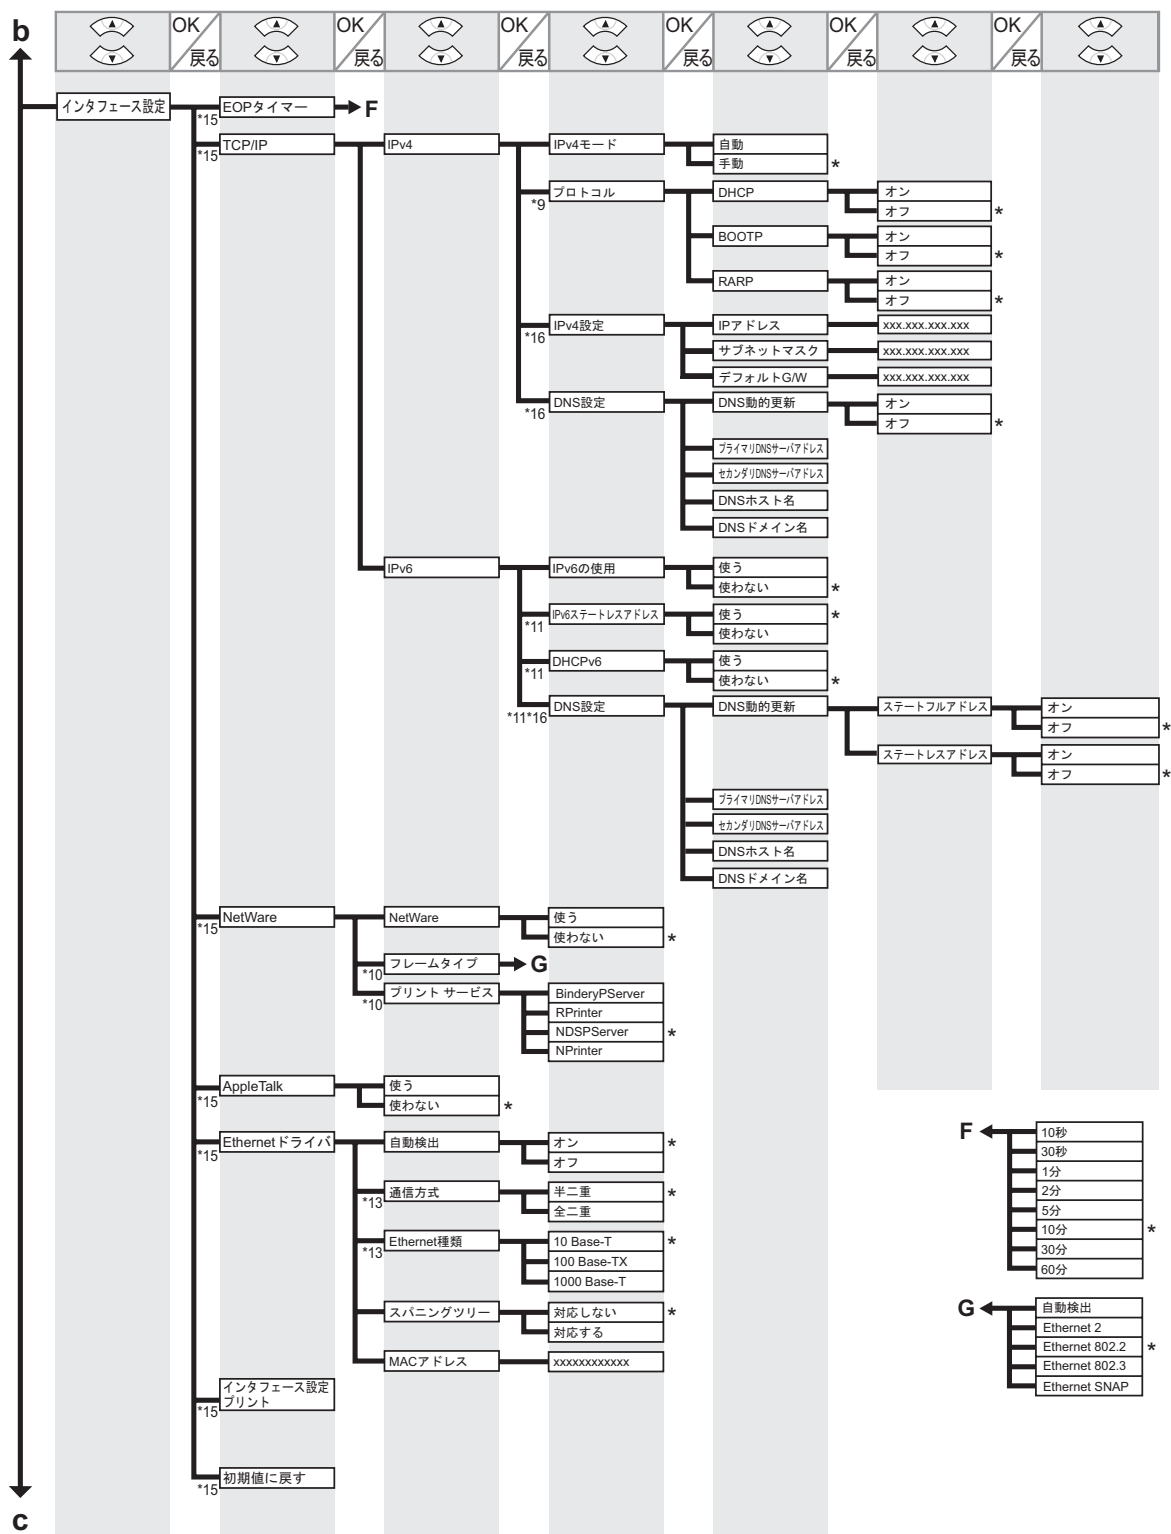 b
OK 戻る OK 戻る OK 戻る OK 戻る OK 戻る OK 戻る
インタフェース設定
*15 EOPタイマー F
*15 TCP/IP
IPv4
IPv4モード
自動
手動 *
*9 プロトコル
DHCP
オン
オフ *
BOOTP
オン
オフ *
RARP
オン
オフ *
*16 IPv4設定
IPアドレス xxx.xxx.xxx.xxx
サブネットマスク xxx.xxx.xxx.xxx
デフォルトG/W xxx.xxx.xxx.xxx
*16 DNS設定
DNS動的更新
オン
オフ *
プライマリDNSサーバアドレス
セカンダリDNSサーバアドレス
DNSホスト名
DNSドメイン名
IPv6
IPv6の使用
使う
使わない *
*11 IPv6ステートレスアドレス
使う *
使わない
*11 DHCPv6
使う
使わない *
*11*16 DNS設定
DNS動的更新
ステートフルアドレス
オン
オフ *
ステートレスアドレス
オン
オフ *
プライマリDNSサーバアドレス
セカンダリDNSサーバアドレス
DNSホスト名
DNSドメイン名
*15 NetWare
NetWare
使う
使わない *
*10 フレームタイプ G
*10 プリント サービス
BinderyPServer
RPrinter
NDSPServer *
NPrinter
*15 AppleTalk
使う
使わない *
*15 Ethernetドライバ
自動検出
オン *
オフ
*13 通信方式
半二重 *
全二重
*13 Ethernet種類
10 Base-T *
100 Base-TX
1000 Base-T
スパニングツリー
対応しない *
対応する
MACアドレス xxxxxxxxxxxx
*15 インタフェース設定
プリント
*15 初期値に戻す
F
10秒
30秒
1分
2分
5分
10分 *
30分
60分
G
自動検出
Ethernet 2
Ethernet 802.2 *
Ethernet 802.3
Ethernet SNAP
c